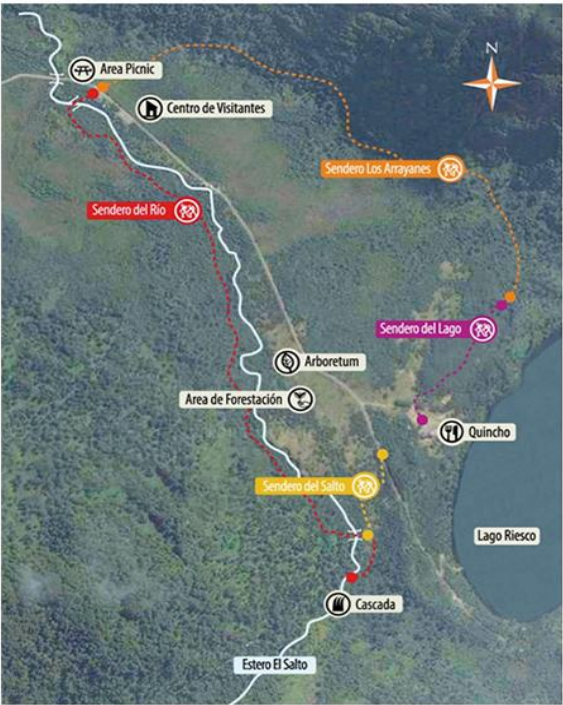 N
Area Picnic
Centro de Visitantes
Sendero Los Arrayanes
Sendero del Río
Sendero del Lago
Arboretum
Area de Forestación
Quincho
Sendero del Salto
Lago Riesco
Cascada
Estero El Salto